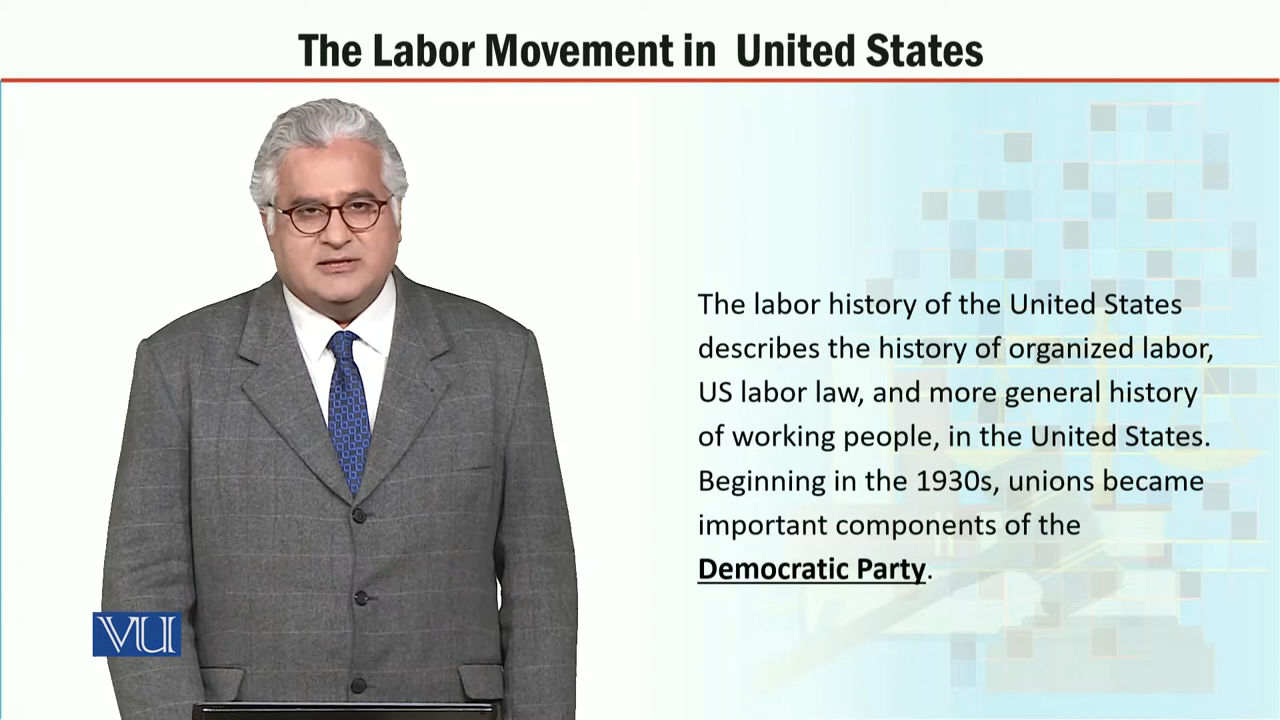 The Labor Movement in United States
The labor history of the United States
describes the history of organized labor,
US labor law, and more general history
of working people, in the United States.
Beginning in the 1930s, unions became
important components of the
Democratic Party.
VU